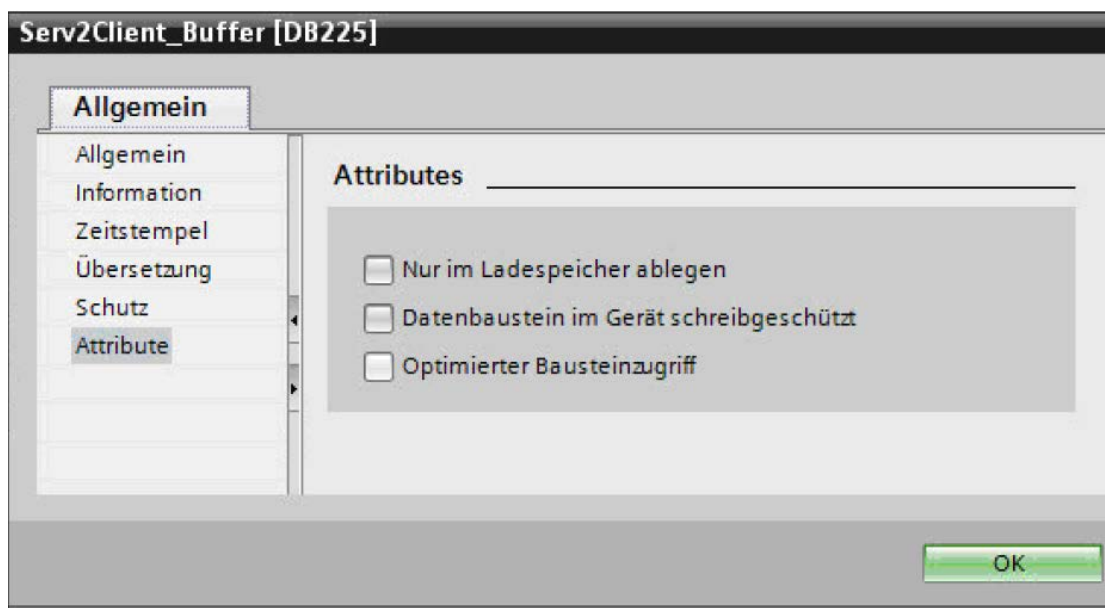 Serv2Client_Buffer [DB225]
Allgemein
Allgemein
Information
Zeitstempel
Übersetzung
Schutz
Attribute
Attributes
Nur im Ladespeicher ablegen
Datenbaustein im Gerät schreibgeschützt
Optimierter Bausteinzugriff
OK